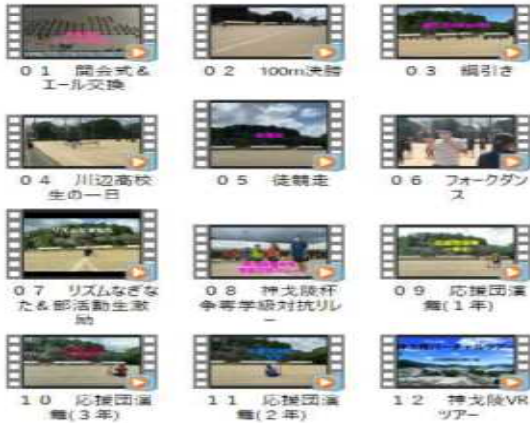 01 開会式&
エール交換
02 100m決勝
03 綱引き
04 川辺高校
生の一日
05 徒競走
06 フォークダン
ス
07 リズムなぎな
た&部活動生激
励
08 神戈陵杯
争奪学級対抗リレ
ー
09 応援団演
舞(1年)
10 応援団演
舞(3年)
11 応援団演
舞(2年)
12 神戈陵VR
ツアー